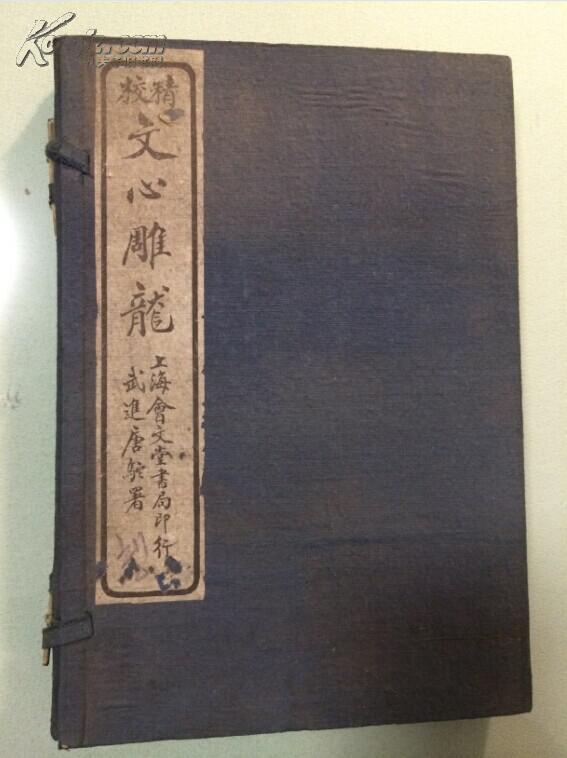 精校
文心雕龍
上海會文堂書局印行
武進唐駝署